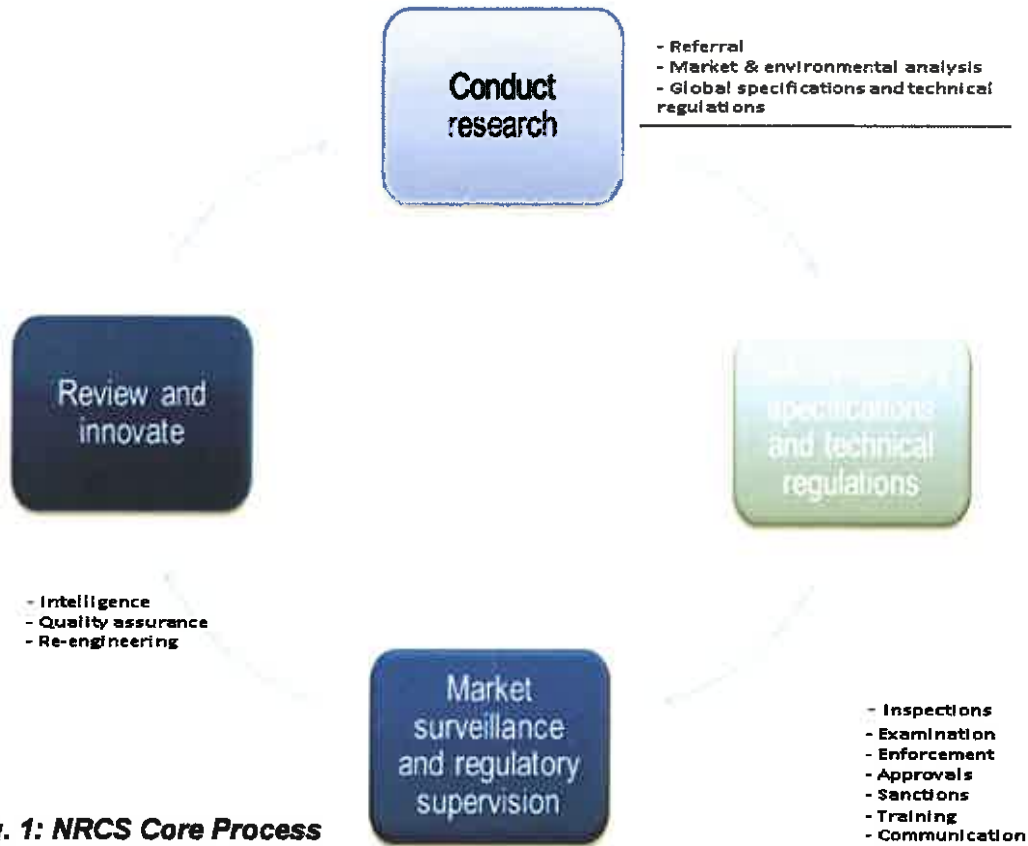 Conduct
research
- Referral
- Market & environmental analysis
- Global specifications and technical
regulations
Review and
innovate
specifications
and technical
regulations
- Intelligence
- Quality assurance
- Re-engineering
Market
surveillance
and regulatory
supervision
- Inspections
- Examination
- Enforcement
- Approvals
- Sanctions
- Training
- Communication
. 1: NRCS Core Process